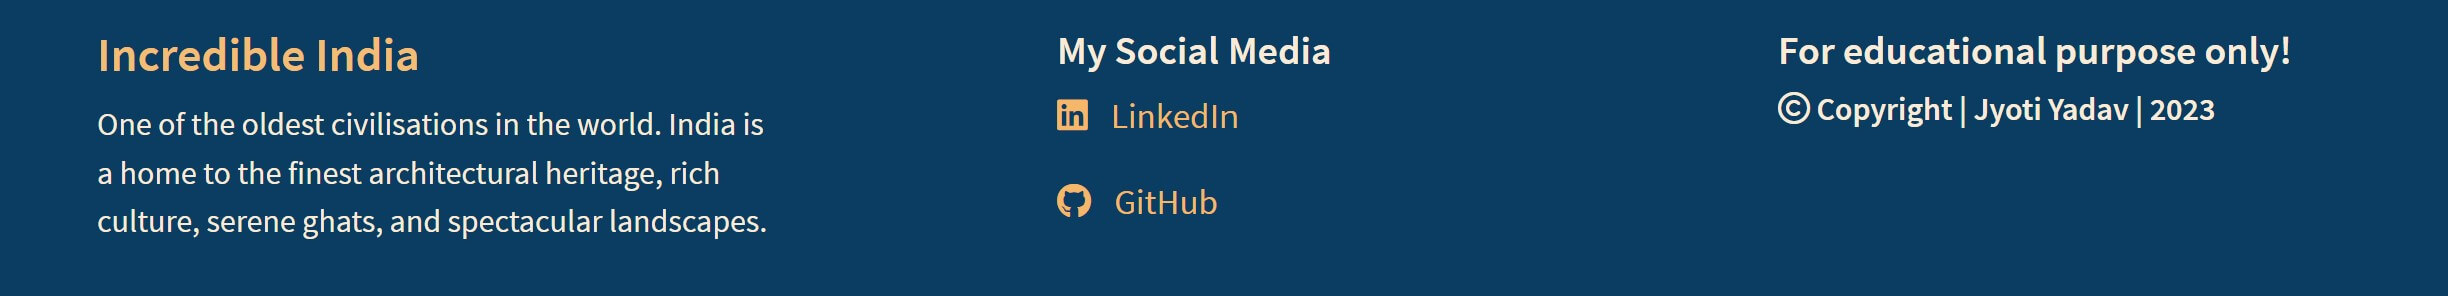 Incredible India
One of the oldest civilisations in the world. India is
a home to the finest architectural heritage, rich
culture, serene ghats, and spectacular landscapes.
My Social Media
LinkedIn
GitHub
For educational purpose only!
© Copyright | Jyoti Yadav | 2023